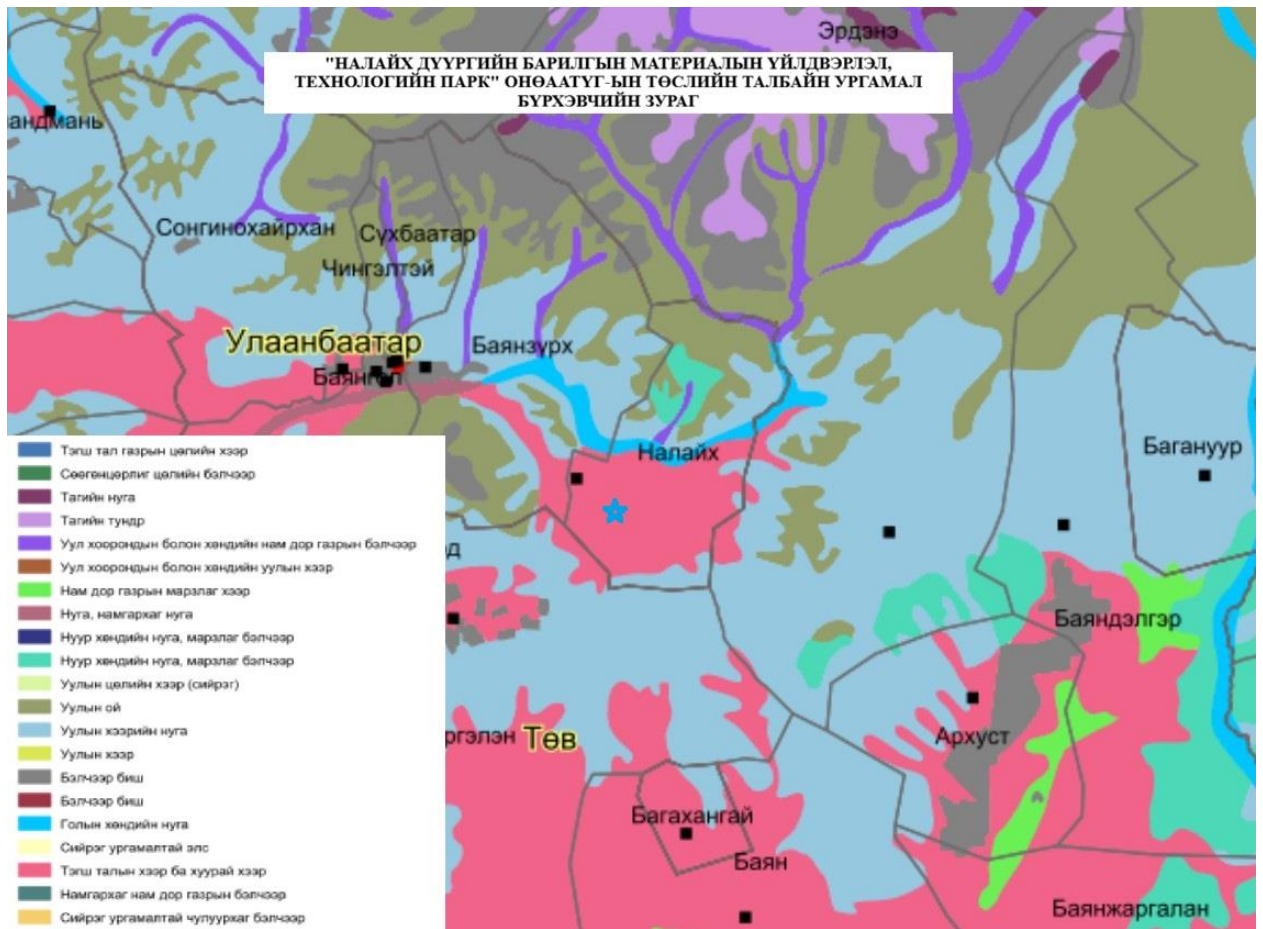 Эрдэнэ
"НАЛАЙХ ДҮҮРГИЙН БАРИЛГЫН МАТЕРИАЛЫН ҮЙЛДВЭРЛЭЛ,
ТЕХНОЛОГИЙН ПАРК" ОНӨААТҮГ-ЫН ТӨСЛИЙН ТАЛБАЙН УРГАМАЛ
БҮРХЭВЧИЙН ЗУРАГ
андмань
Сонгинохайрхан
Сүхбаатар
Чингэлтэй
Улаанбаатар
Баянзүрх
Баянгол
Налайх
Багануур
д
Баяндэлгэр
ргэлэн
Төв
Архуст
Багахангай
Баян
Баянжаргалан
Тэгш тал газрын цөлийн хээр
Сөөгөнцөрлиг цөлийн бэлчээр
Тагийн нуга
Тагийн тундр
Уул хоорондын болон хөндийн нам дор газрын бэлчээр
Уул хоорондын болон хөндийн уулын хээр
Нам дор газрын марзлаг хээр
Нуга, намгархаг нуга
Нуур хөндийн нуга, марзлаг бэлчээр
Нуур хөндийн нуга, марзлаг бэлчээр
Уулын цөлийн хээр (сийрэг)
Уулын ой
Уулын хээрийн нуга
Уулын хээр
Бэлчээр биш
Бэлчээр биш
Голын хөндийн нуга
Сийрэг ургамалтай элс
Тэгш талын хээр ба хуурай хээр
Намгархаг нам дор газрын бэлчээр
Сийрэг ургамалтай чулуурхаг бэлчээр